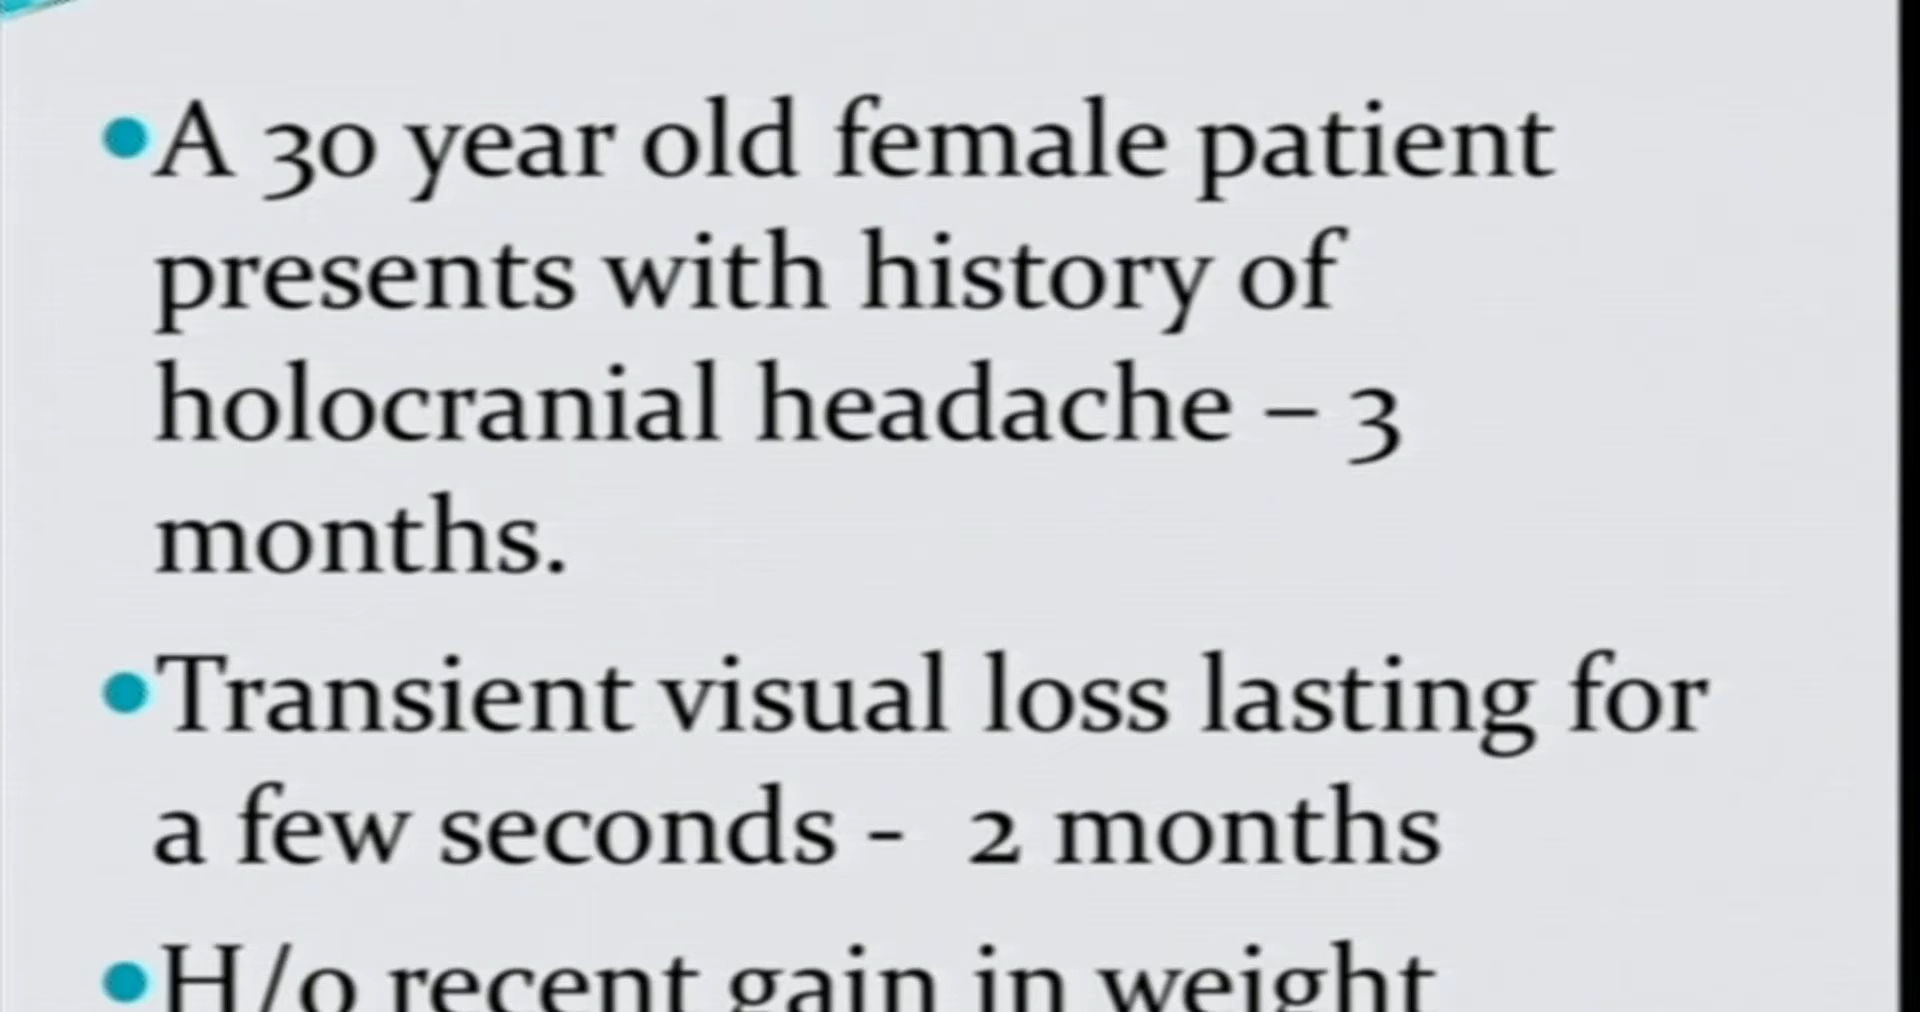 •A 30 year old female patient
presents with history of
holocranial headache – 3
months.
•Transient visual loss lasting for
a few seconds - 2 months
•H/o recent gain in weight